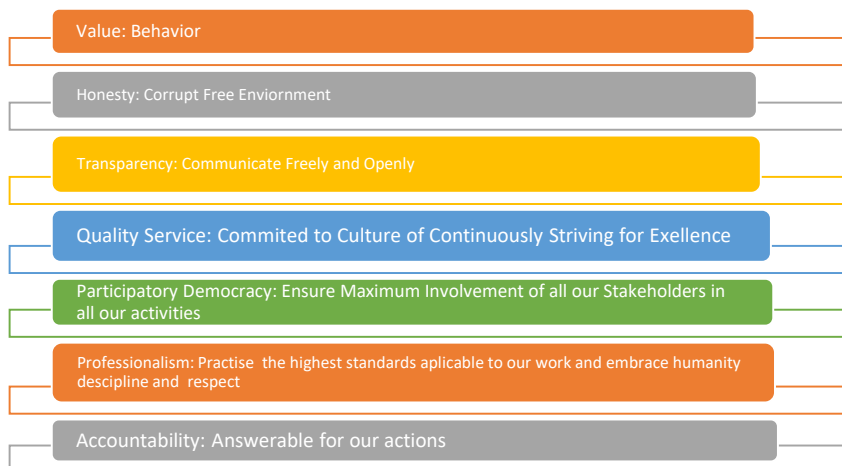 Value: Behavior
Honesty: Corrupt Free Enviornment
Transparency: Communicate Freely and Openly
Quality Service: Commited to Culture of Continuously Striving for Exellence
Participatory Democracy: Ensure Maximum Involvement of all our Stakeholders in
all our activities
Professionalism: Practise the highest standards aplicable to our work and embrace humanity
descipline and respect
Accountability: Answerable for our actions